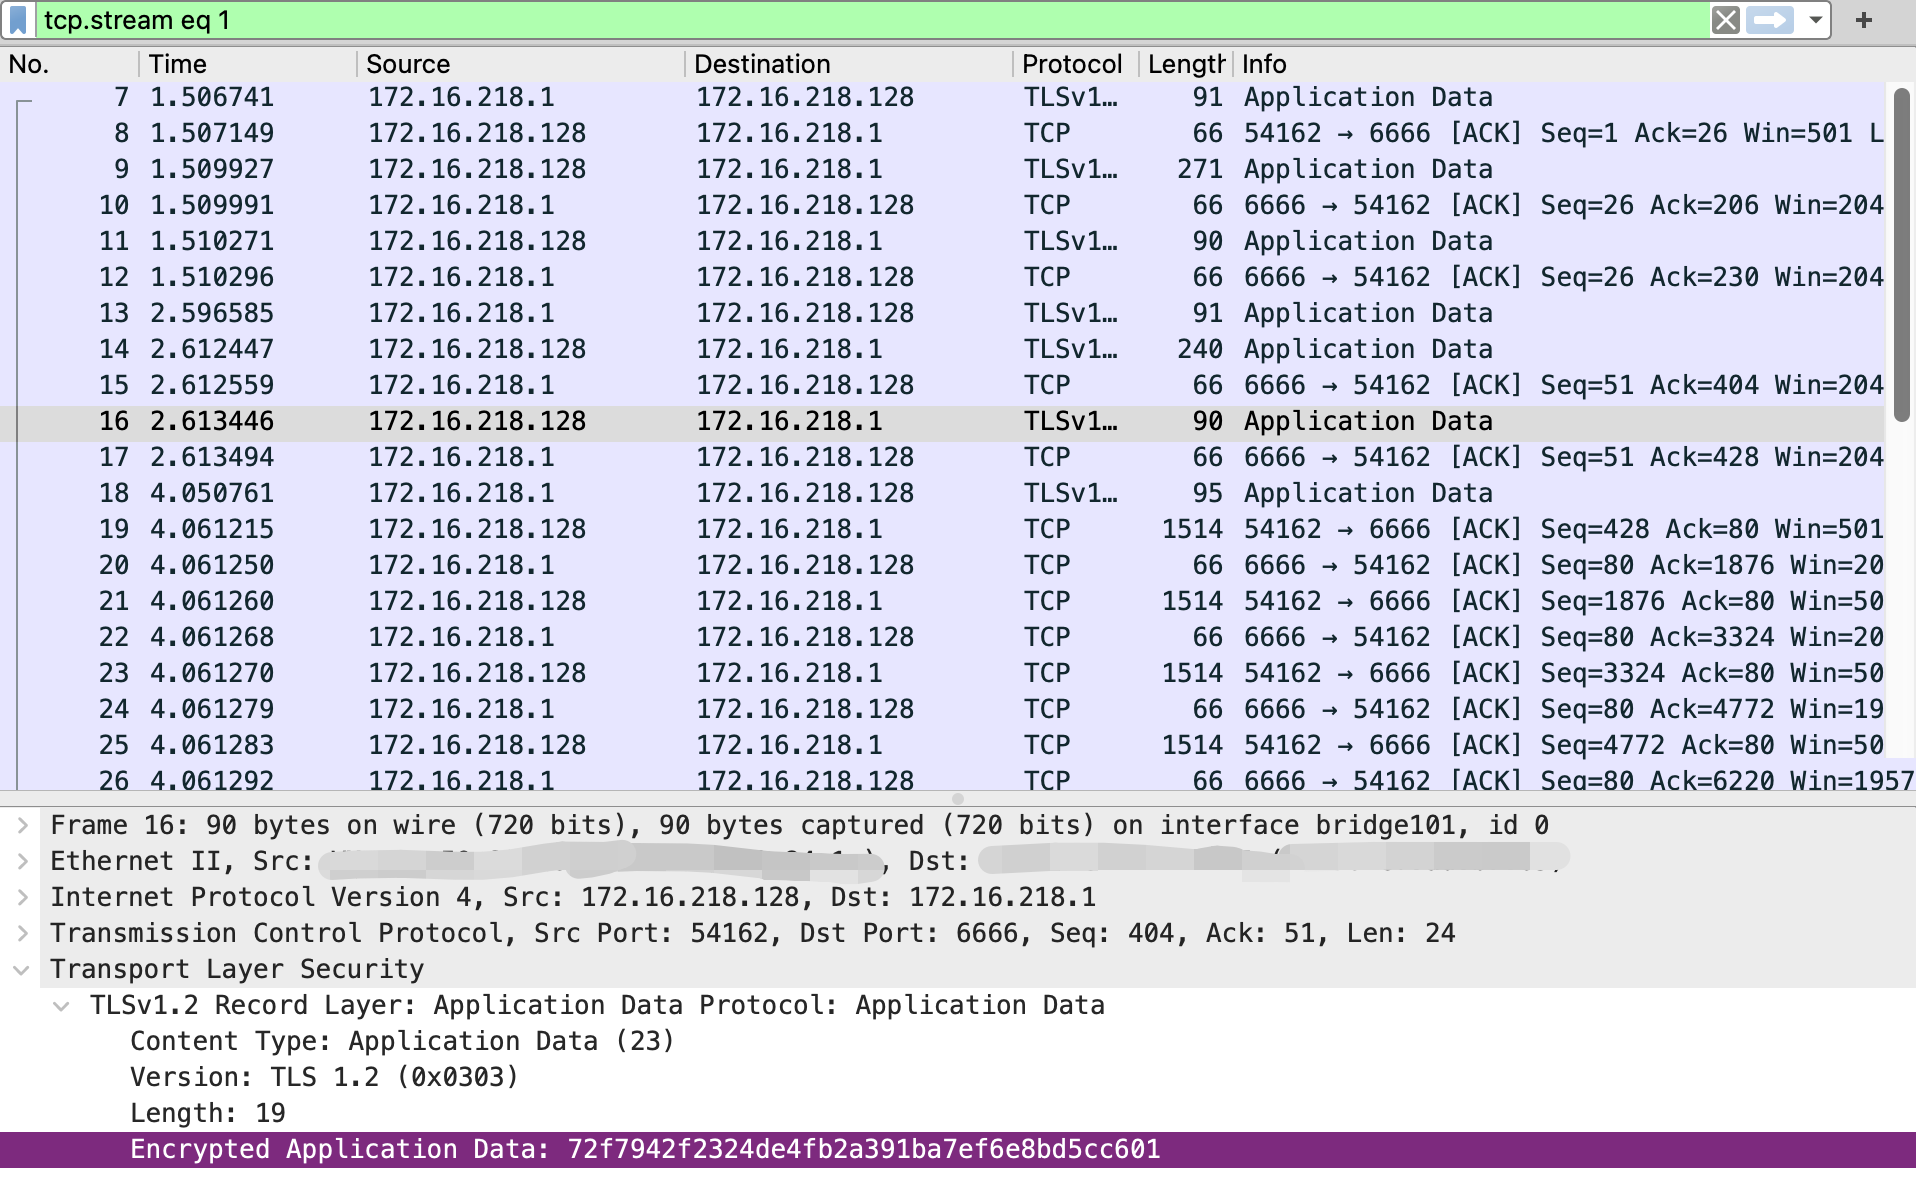 tcp.stream eq 1
No. Time Source Destination Protocol Length Info
7 1.506741 172.16.218.1 172.16.218.128 TLSv1… 91 Application Data
8 1.507149 172.16.218.128 172.16.218.1 TCP 66 54162 → 6666 [ACK] Seq=1 Ack=26 Win=501 L
9 1.509927 172.16.218.128 172.16.218.1 TLSv1… 271 Application Data
10 1.509991 172.16.218.1 172.16.218.128 TCP 66 6666 → 54162 [ACK] Seq=26 Ack=206 Win=204
11 1.510271 172.16.218.128 172.16.218.1 TLSv1… 90 Application Data
12 1.510296 172.16.218.1 172.16.218.128 TCP 66 6666 → 54162 [ACK] Seq=26 Ack=230 Win=204
13 2.596585 172.16.218.1 172.16.218.128 TLSv1… 91 Application Data
14 2.612447 172.16.218.128 172.16.218.1 TLSv1… 240 Application Data
15 2.612559 172.16.218.1 172.16.218.128 TCP 66 6666 → 54162 [ACK] Seq=51 Ack=404 Win=204
16 2.613446 172.16.218.128 172.16.218.1 TLSv1… 90 Application Data
17 2.613494 172.16.218.1 172.16.218.128 TCP 66 6666 → 54162 [ACK] Seq=51 Ack=428 Win=204
18 4.050761 172.16.218.1 172.16.218.128 TLSv1… 95 Application Data
19 4.061215 172.16.218.128 172.16.218.1 TCP 1514 54162 → 6666 [ACK] Seq=428 Ack=80 Win=501
20 4.061250 172.16.218.1 172.16.218.128 TCP 66 6666 → 54162 [ACK] Seq=80 Ack=1876 Win=20
21 4.061260 172.16.218.128 172.16.218.1 TCP 1514 54162 → 6666 [ACK] Seq=1876 Ack=80 Win=50
22 4.061268 172.16.218.1 172.16.218.128 TCP 66 6666 → 54162 [ACK] Seq=80 Ack=3324 Win=20
23 4.061270 172.16.218.128 172.16.218.1 TCP 1514 54162 → 6666 [ACK] Seq=3324 Ack=80 Win=50
24 4.061279 172.16.218.1 172.16.218.128 TCP 66 6666 → 54162 [ACK] Seq=80 Ack=4772 Win=19
25 4.061283 172.16.218.128 172.16.218.1 TCP 1514 54162 → 6666 [ACK] Seq=4772 Ack=80 Win=50
26 4.061292 172.16.218.1 172.16.218.128 TCP 66 6666 → 54162 [ACK] Seq=80 Ack=6220 Win=1957
Frame 16: 90 bytes on wire (720 bits), 90 bytes captured (720 bits) on interface bridge101, id 0
Ethernet II, Src: , Dst:
Internet Protocol Version 4, Src: 172.16.218.128, Dst: 172.16.218.1
Transmission Control Protocol, Src Port: 54162, Dst Port: 6666, Seq: 404, Ack: 51, Len: 24
Transport Layer Security
TLSv1.2 Record Layer: Application Data Protocol: Application Data
Content Type: Application Data (23)
Version: TLS 1.2 (0x0303)
Length: 19
Encrypted Application Data: 72f7942f2324de4fb2a391ba7ef6e8bd5cc601